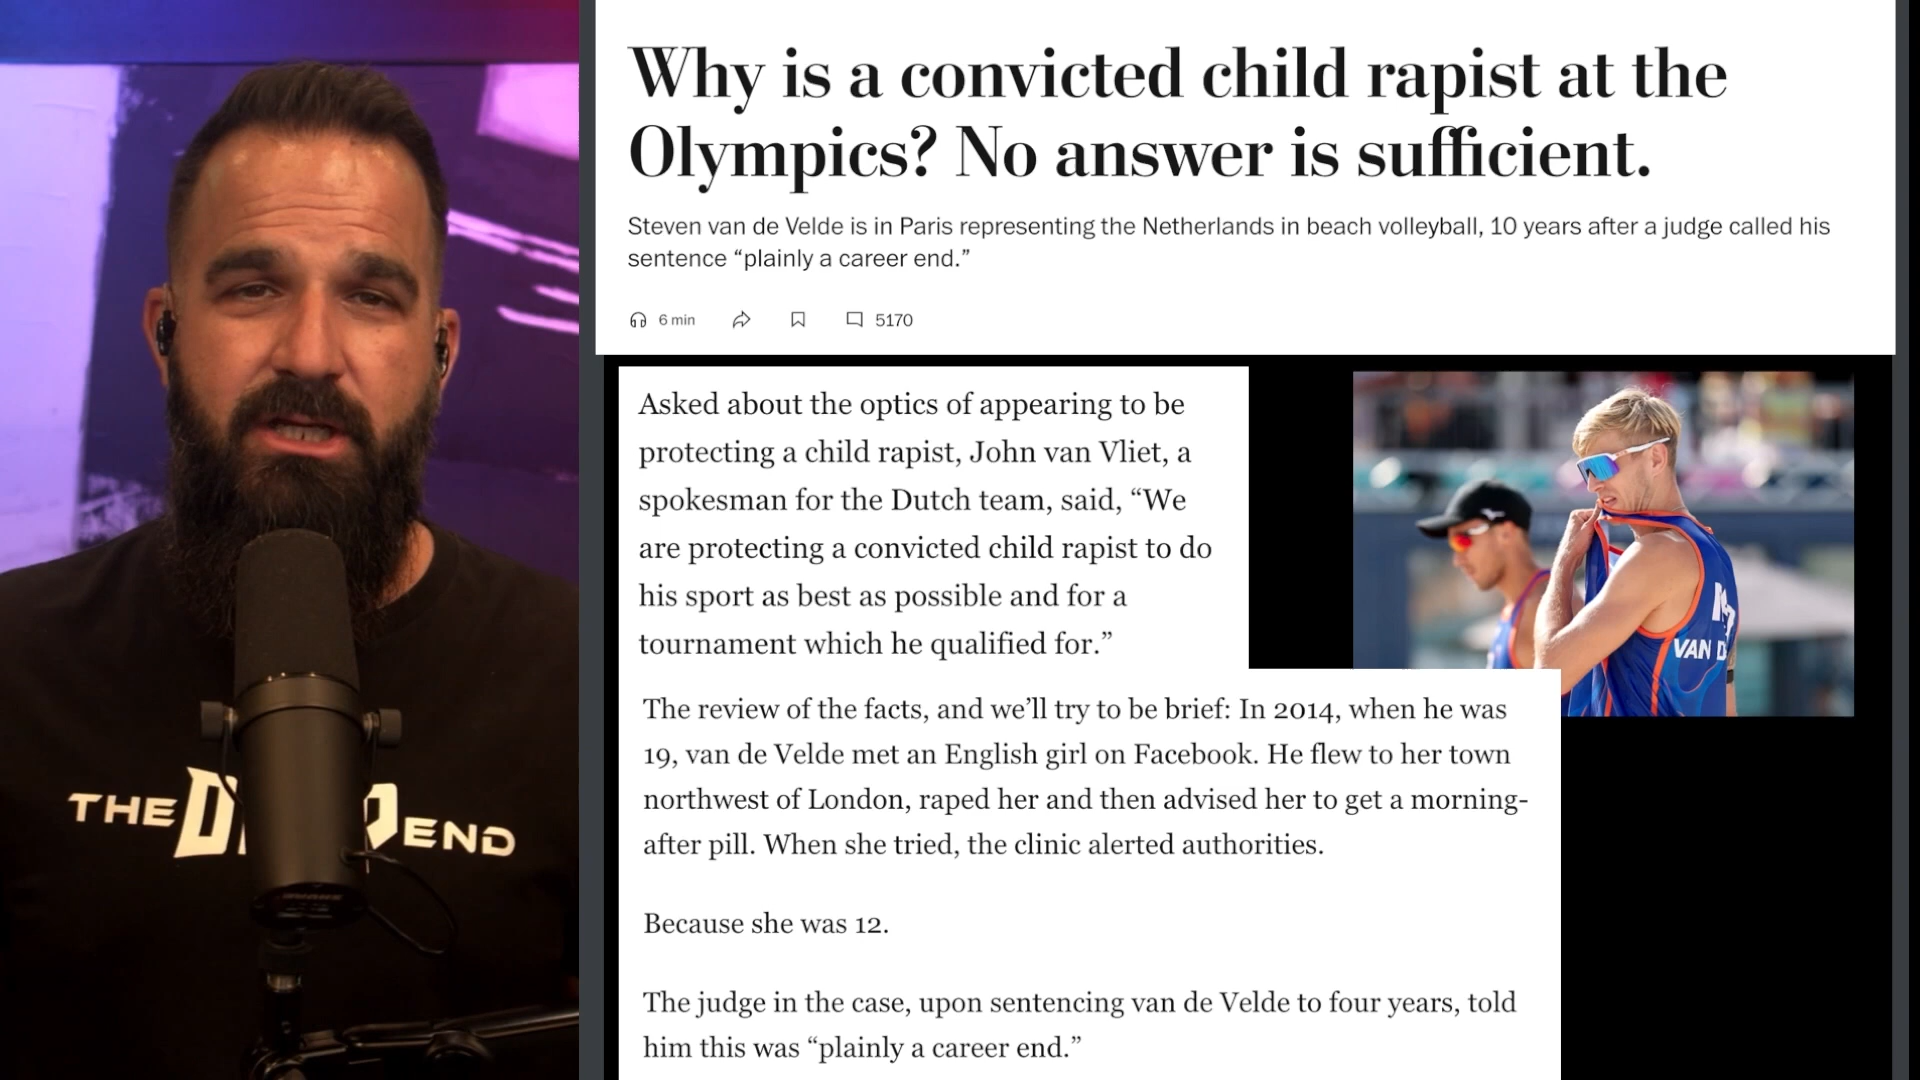 Why is a convicted child rapist at the
Olympics? No answer is sufficient.
Steven van de Velde is in Paris representing the Netherlands in beach volleyball, 10 years after a judge called his
sentence “plainly a career end.”
6 min
5170
Asked about the optics of appearing to be
protecting a child rapist, John van Vliet, a
spokesman for the Dutch team, said, “We
are protecting a convicted child rapist to do
his sport as best as possible and for a
tournament which he qualified for.”
The review of the facts, and we’ll try to be brief: In 2014, when he was
19, van de Velde met an English girl on Facebook. He flew to her town
northwest of London, raped her and then advised her to get a morning-
after pill. When she tried, the clinic alerted authorities.
Because she was 12.
The judge in the case, upon sentencing van de Velde to four years, told
him this was “plainly a career end.”
THE
END
VAN D